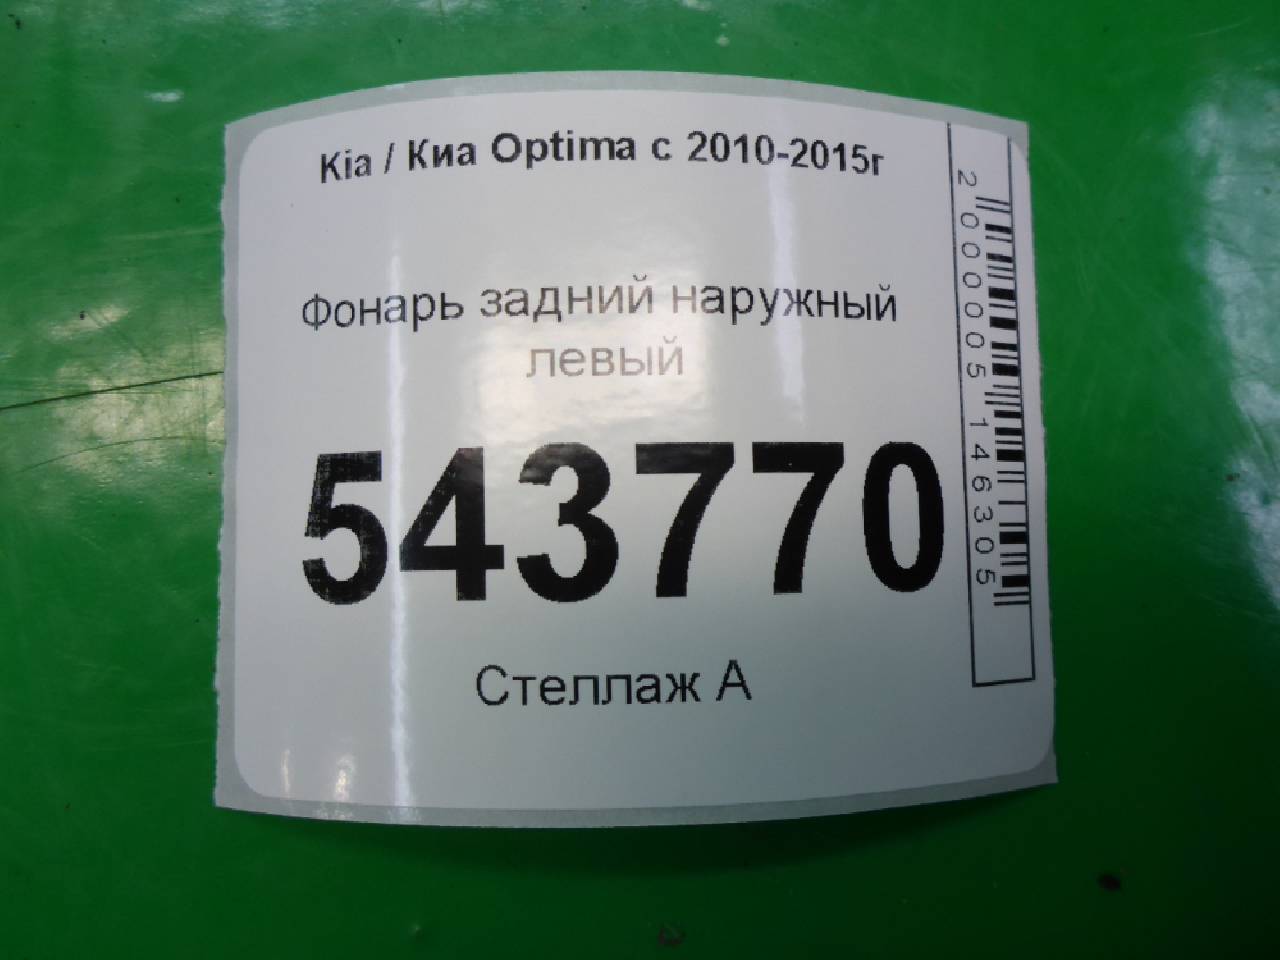 Kia / Киа Optima с 2010-2015г
Фонарь задний наружный
левый
543770
Стеллаж А
2000005146305